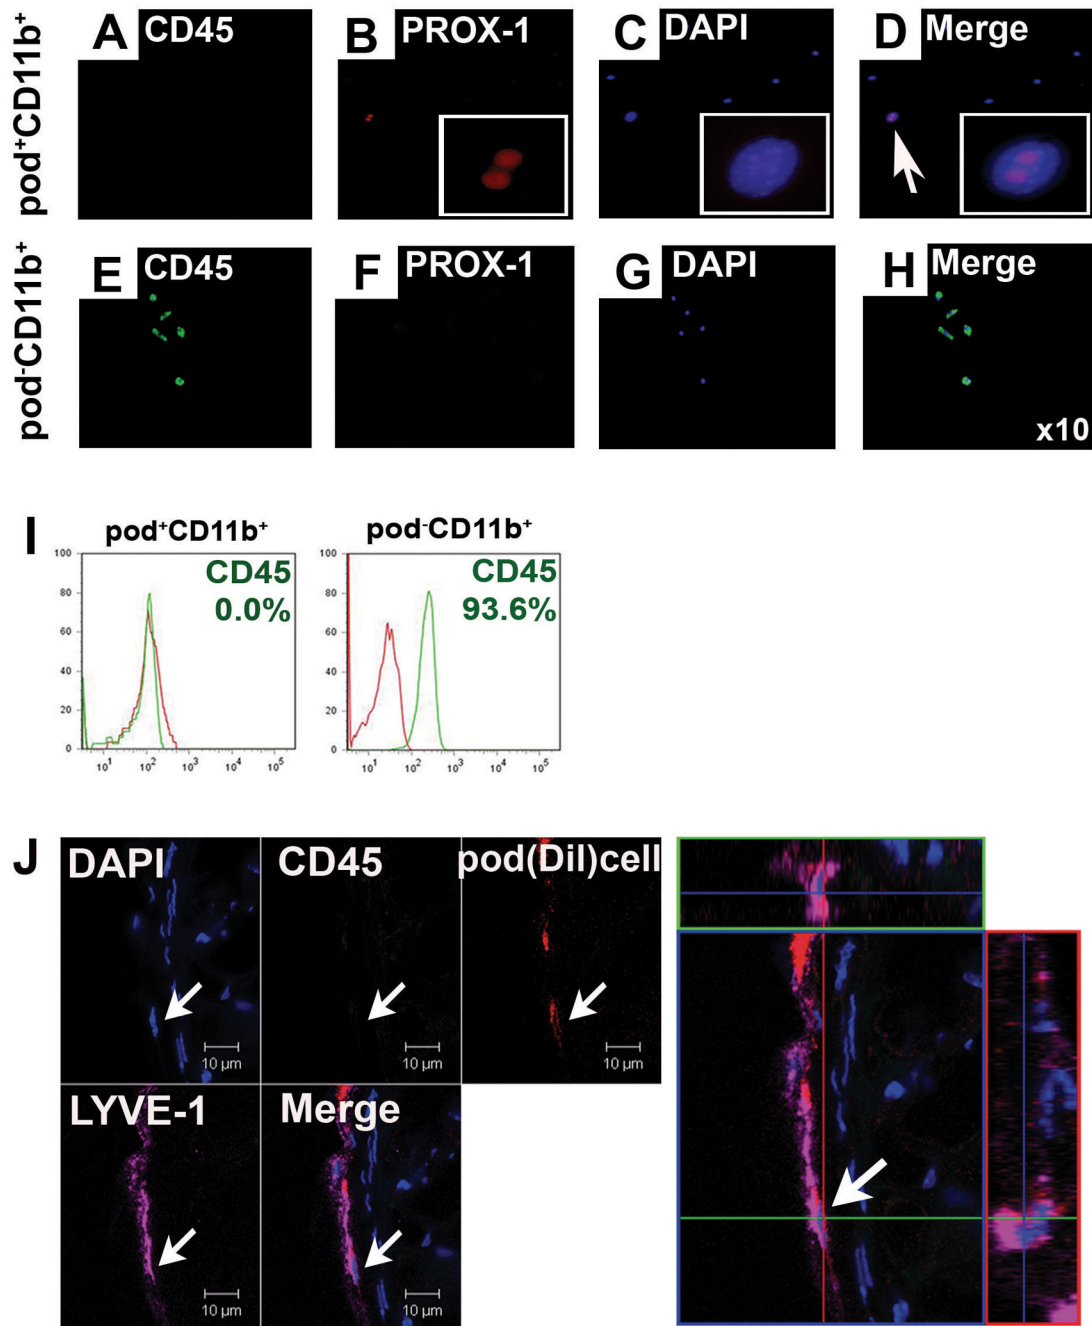 pod⁺CD11b⁺
A CD45
B PROX-1
C DAPI
D Merge
pod⁻CD11b⁺
E CD45
F PROX-1
G DAPI
H Merge
x10
I
pod⁺CD11b⁺
CD45
0.0%
100
80
60
40
20
0
10¹ 10² 10³ 10⁴ 10⁵
pod⁻CD11b⁺
CD45
93.6%
100
80
60
40
20
0
10¹ 10² 10³ 10⁴ 10⁵
J
DAPI
10 µm
CD45
10 µm
pod(Dil)cell
10 µm
LYVE-1
10 µm
Merge
10 µm